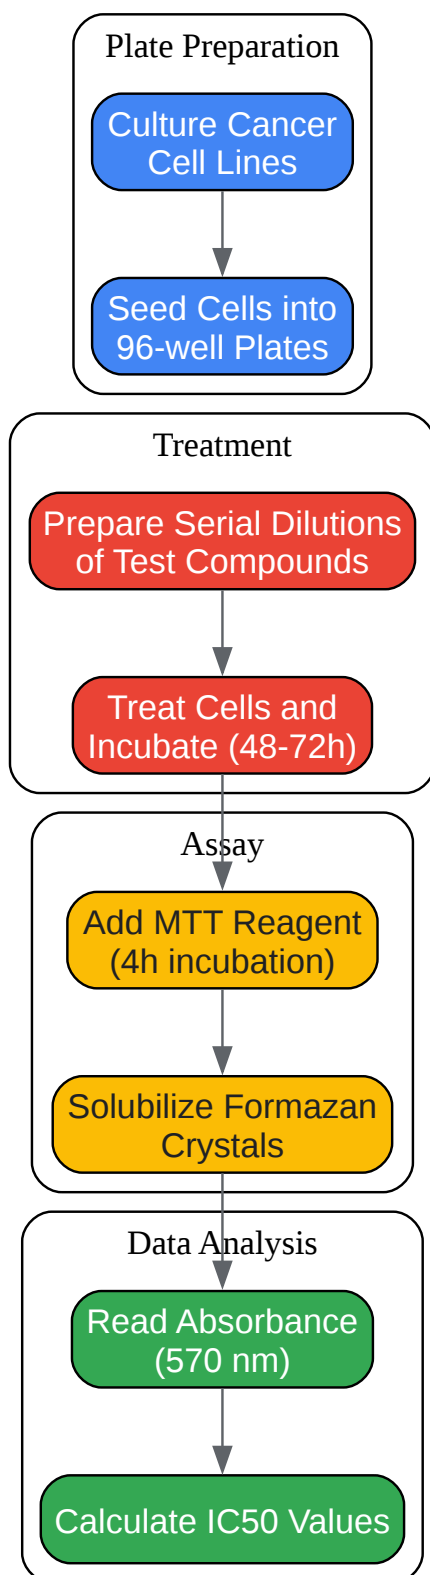 Plate Preparation
Culture Cancer
Cell Lines
Seed Cells into
96-well Plates
Treatment
Prepare Serial Dilutions
of Test Compounds
Treat Cells and
Incubate (48-72h)
Assay
Add MTT Reagent
(4h incubation)
Solubilize Formazan
Crystals
Data Analysis
Read Absorbance
(570 nm)
Calculate IC50 Values